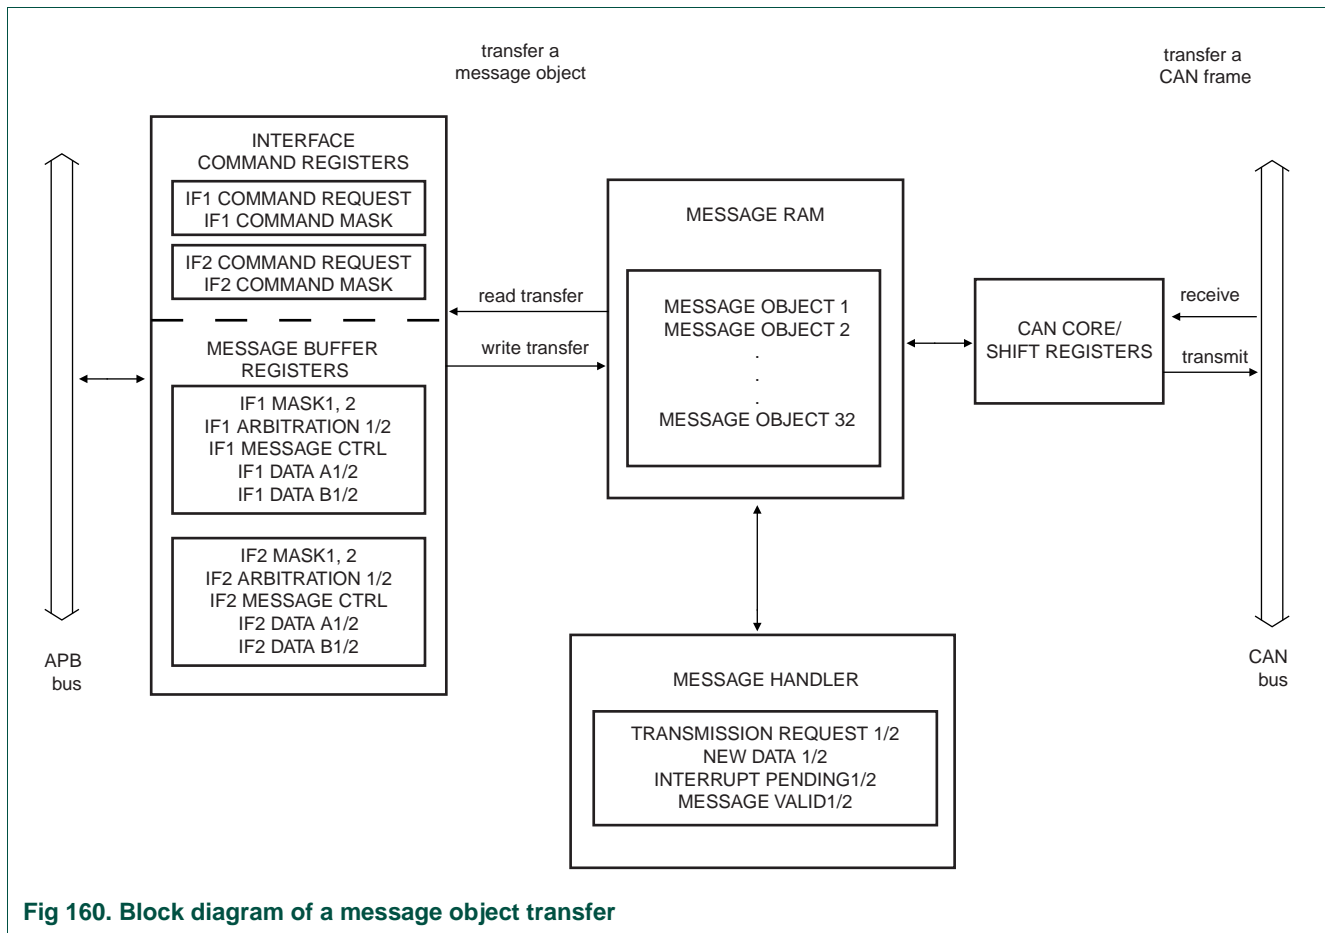 transfer a
message object
transfer a
CAN frame
INTERFACE
COMMAND REGISTERS
IF1 COMMAND REQUEST
IF1 COMMAND MASK
IF2 COMMAND REQUEST
IF2 COMMAND MASK
MESSAGE BUFFER
REGISTERS
IF1 MASK1, 2
IF1 ARBITRATION 1/2
IF1 MESSAGE CTRL
IF1 DATA A1/2
IF1 DATA B1/2
IF2 MASK1, 2
IF2 ARBITRATION 1/2
IF2 MESSAGE CTRL
IF2 DATA A1/2
IF2 DATA B1/2
APB
bus
read transfer
write transfer
MESSAGE RAM
MESSAGE OBJECT 1
MESSAGE OBJECT 2
.
.
.
MESSAGE OBJECT 32
CAN CORE/
SHIFT REGISTERS
receive
transmit
CAN
bus
MESSAGE HANDLER
TRANSMISSION REQUEST 1/2
NEW DATA 1/2
INTERRUPT PENDING1/2
MESSAGE VALID1/2
Fig 160. Block diagram of a message object transfer